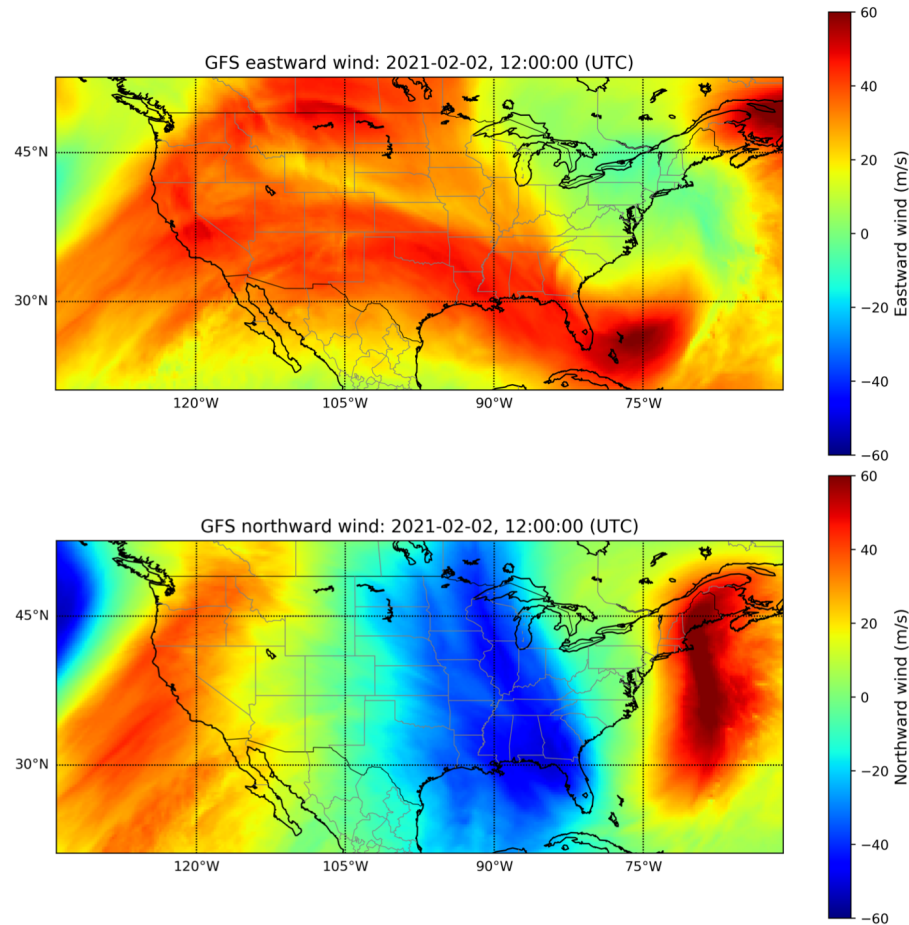 GFS eastward wind: 2021-02-02, 12:00:00 (UTC)
45°N
30°N
120°W 105°W 90°W 75°W
60
40
20
0
−20
−40
−60
Eastward wind (m/s)
GFS northward wind: 2021-02-02, 12:00:00 (UTC)
45°N
30°N
120°W 105°W 90°W 75°W
60
40
20
0
−20
−40
−60
Northward wind (m/s)